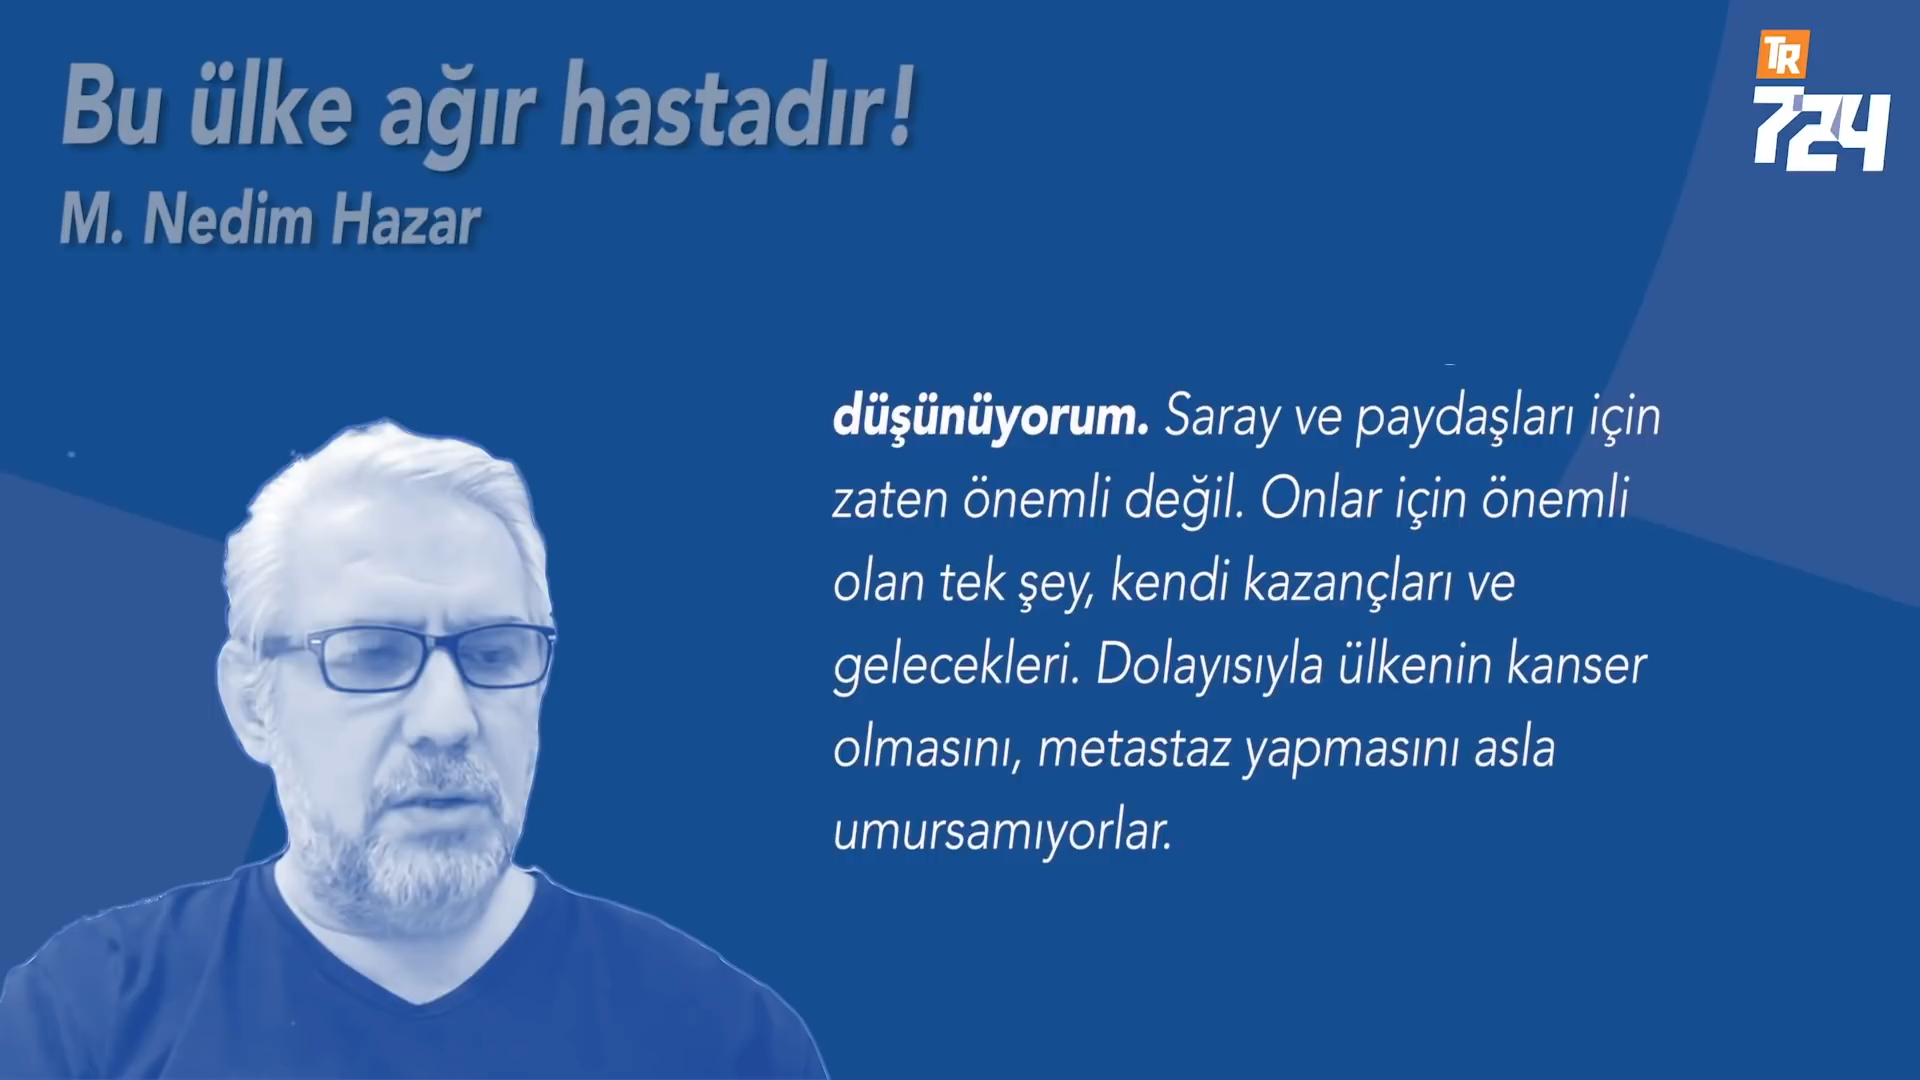 Bu ülke ağır hastadır!
M. Nedim Hazar
TR
724
düşünüyorum. Saray ve paydaşları için
zaten önemli değil. Onlar için önemli
olan tek şey, kendi kazançları ve
gelecekleri. Dolayısıyla ülkenin kanser
olmasını, metastaz yapmasını asla
umursamıyorlar.